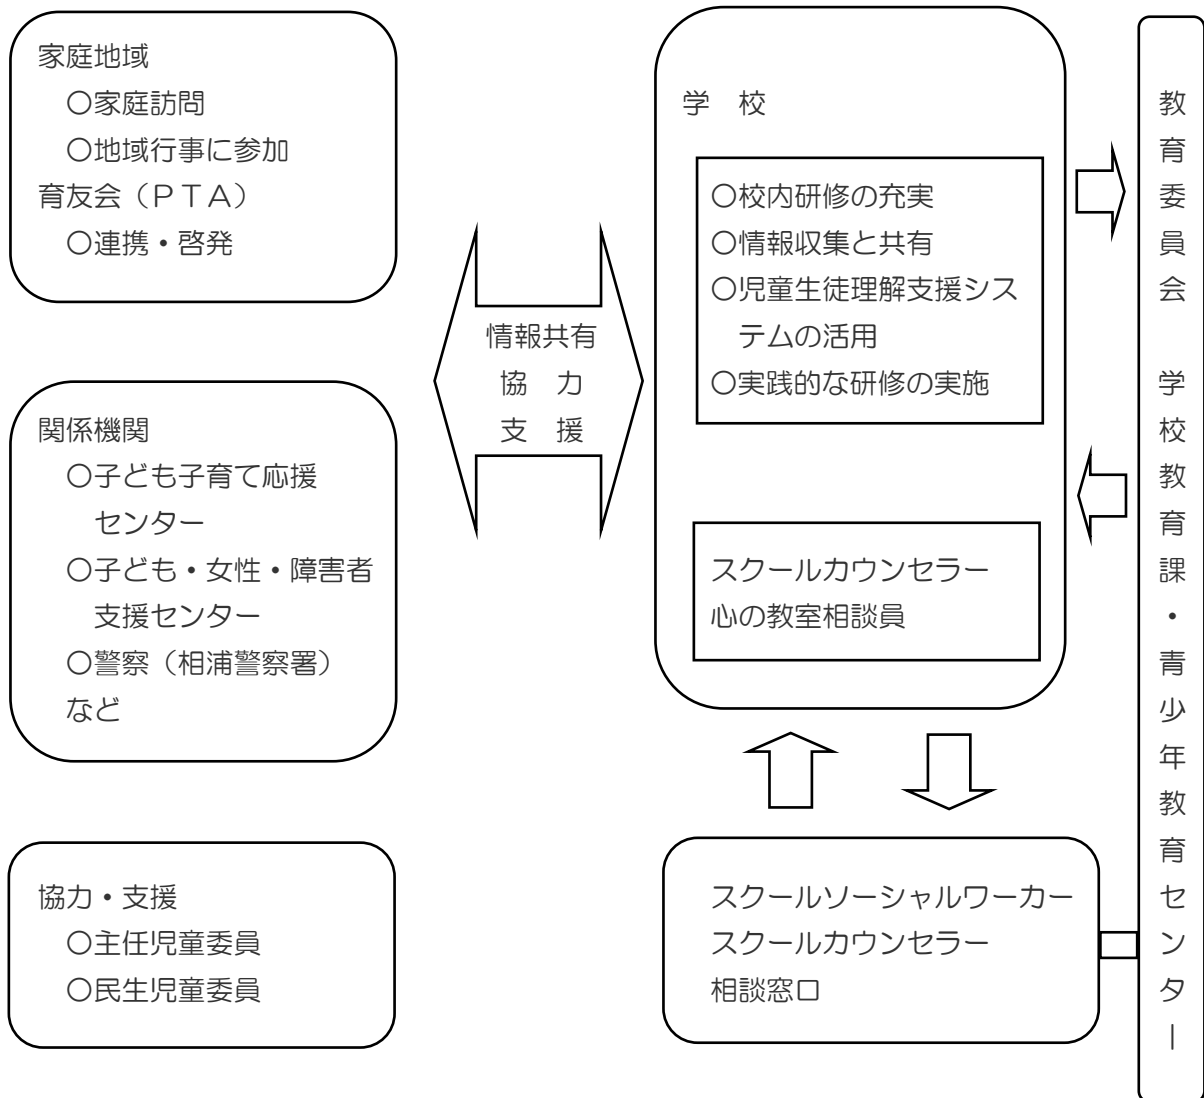 家庭地域
○家庭訪問
○地域行事に参加
育友会（ＰＴＡ）
○連携・啓発
関係機関
○子ども子育て応援
センター
○子ども・女性・障害者
支援センター
○警察（相浦警察署）
など
協力・支援
○主任児童委員
○民生児童委員
情報共有
協　力
支　援
学　校
○校内研修の充実
○情報収集と共有
○児童生徒理解支援シス
テムの活用
○実践的な研修の実施
スクールカウンセラー
心の教室相談員
スクールソーシャルワーカー
スクールカウンセラー
相談窓口
教育委員会　学校教育課・青少年教育センター